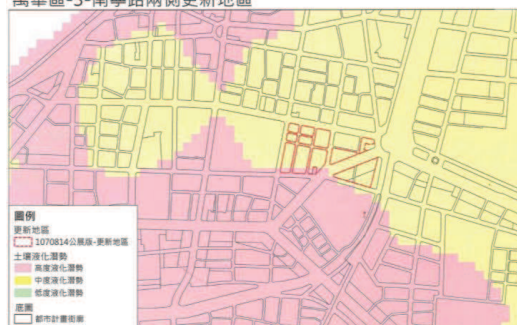 萬華區-3-南寧路兩側更新地區
圖例
更新地區
1070814公展版-更新地區
土壤液化潛勢
高度液化潛勢
中度液化潛勢
低度液化潛勢
底圖
都市計畫街廓